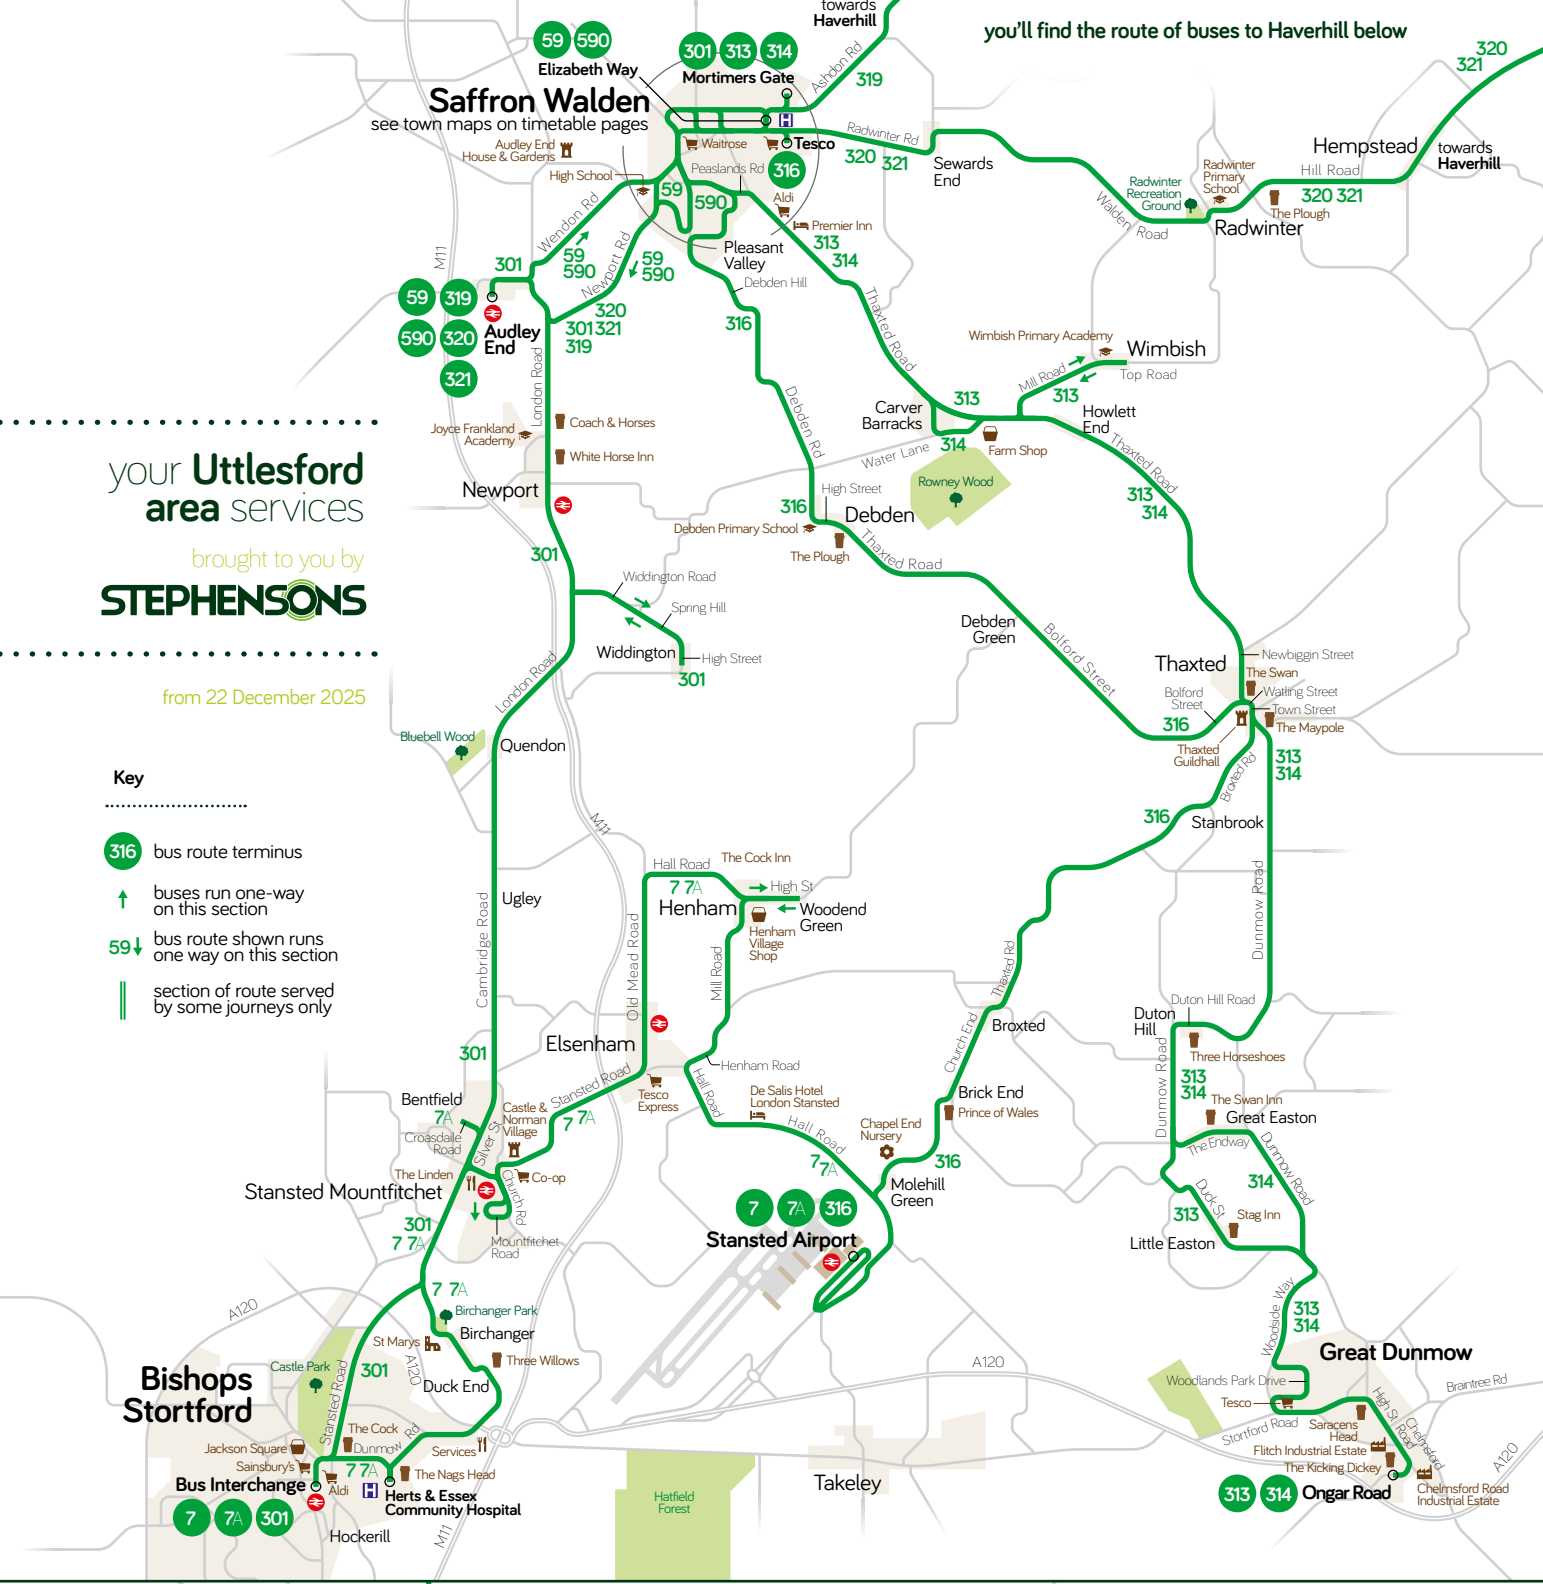 towards
Haverhill
you'll find the route of buses to Haverhill below
320
321
59
590
Elizabeth Way
301
313
314
Mortimers Gate
Ashdon Rd
319
Saffron Walden
see town maps on timetable pages
Audley End
House & Gardens
High School
Waitrose
H
Tesco
316
Peaslands Rd
Aldi
Premier Inn
Radwinter Rd
320
321
Sewards
End
Hempstead
towards
Haverhill
Hill Road
320 321
Radwinter
Primary
School
Radwinter
Recreation
Ground
The Plough
Radwinter
Walden Road
M11
Wendon Rd
59
590
59
590
Newport Rd
59
590
Pleasant
Valley
Debden Hill
313
314
301
59
319
590
320
321
Audley
End
320
301 321
319
316
Thaxted Road
Wimbish Primary Academy
Wimbish
Top Road
Mill Road
313
London Road
Coach & Horses
Joyce Frankland
Academy
White Horse Inn
Newport
Debden Rd
Carver
Barracks
313
314
Howlett
End
Farm Shop
Water Lane
Rowney Wood
Thaxted Road
313
314
your Uttlesford
area services
brought to you by
STEPHENSONS
from 22 December 2025
High Street
316
Debden
Debden Primary School
The Plough
Thaxted Road
301
Widdington Road
Spring Hill
Widdington
High Street
301
Debden
Green
Bolford Street
Thaxted
Newbiggin Street
The Swan
Watling Street
Town Street
The Maypole
Bolford
Street
316
Thaxted
Guildhall
313
314
London Road
Bluebell Wood
Quendon
Key
316
bus route terminus
buses run one-way
on this section
59
bus route shown runs
one way on this section
section of route served
by some journeys only
M11
Broxted Rd
316
Stanbrook
Hall Road
7 7A
The Cock Inn
High St
Henham
Woodend
Green
Henham
Village
Shop
Ugley
Cambridge Road
Old Mead Road
Mill Road
Dunmow Road
Thaxted Rd
Duton Hill Road
Duton
Hill
Three Horseshoes
Broxted
Church End
Elsenham
Henham Road
301
Stansted Road
Tesco
Express
Hall Road
De Salis Hotel
London Stansted
Hall Road
Brick End
Prince of Wales
Chapel End
Nursery
316
Dunmow Road
313
314
The Swan Inn
Great Easton
The Endway
Dunmow Road
314
Bentfield
7A
Croasdaile
Road
Silver St
Castle &
Norman
Village
7 7A
Co-op
The Linden
Church Rd
Stansted Mountfitchet
Mountfitchet
Road
301
7 7A
7 7A
Molehill
Green
7
7A
316
Stansted Airport
Duck St
313
Stag Inn
Little Easton
7 7A
Birchanger Park
Birchanger
St Marys
Three Willows
A120
A120
Duck End
Castle Park
301
Stansted Road
Bishops
Stortford
The Cock
Dunmow Rd
Services
Jackson Square
Sainsbury's
7 7A
Aldi
H
The Nags Head
Bus Interchange
7
7A
301
Herts & Essex
Community Hospital
Hockerill
M11
Hatfield
Forest
Takeley
A120
Woodside Way
313
314
Great Dunmow
Woodlands Park Drive
Tesco
Stortford Road
Braintree Rd
High St
Chelmsford
Road
Saracens
Head
Flitch Industrial Estate
The Kicking Dickey
A120
313
314
Ongar Road
Chelmsford Road
Industrial Estate